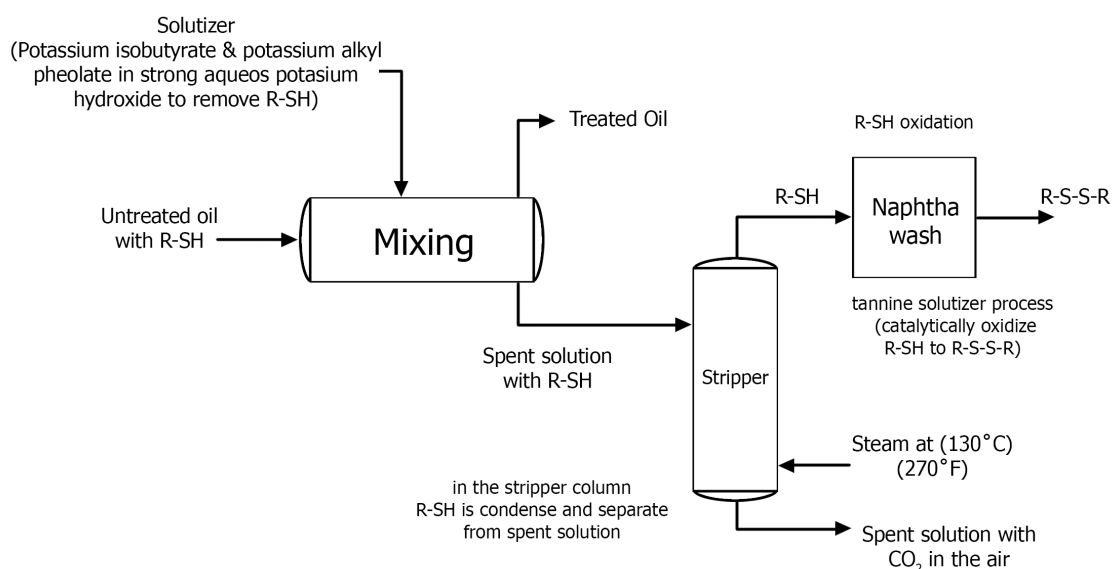 Solutizer
(Potassium isobutyrate & potassium alkyl
pheolate in strong aqueos potasium
hydroxide to remove R-SH)
Treated Oil
R-SH oxidation
Untreated oil
with R-SH
Mixing
R-SH
Naphtha
wash
R-S-S-R
tannine solutizer process
(catalytically oxidize
R-SH to R-S-S-R)
Spent solution
with R-SH
Stripper
Steam at (130°C)
(270°F)
in the stripper column
R-SH is condense and separate
from spent solution
Spent solution with
CO₂ in the air